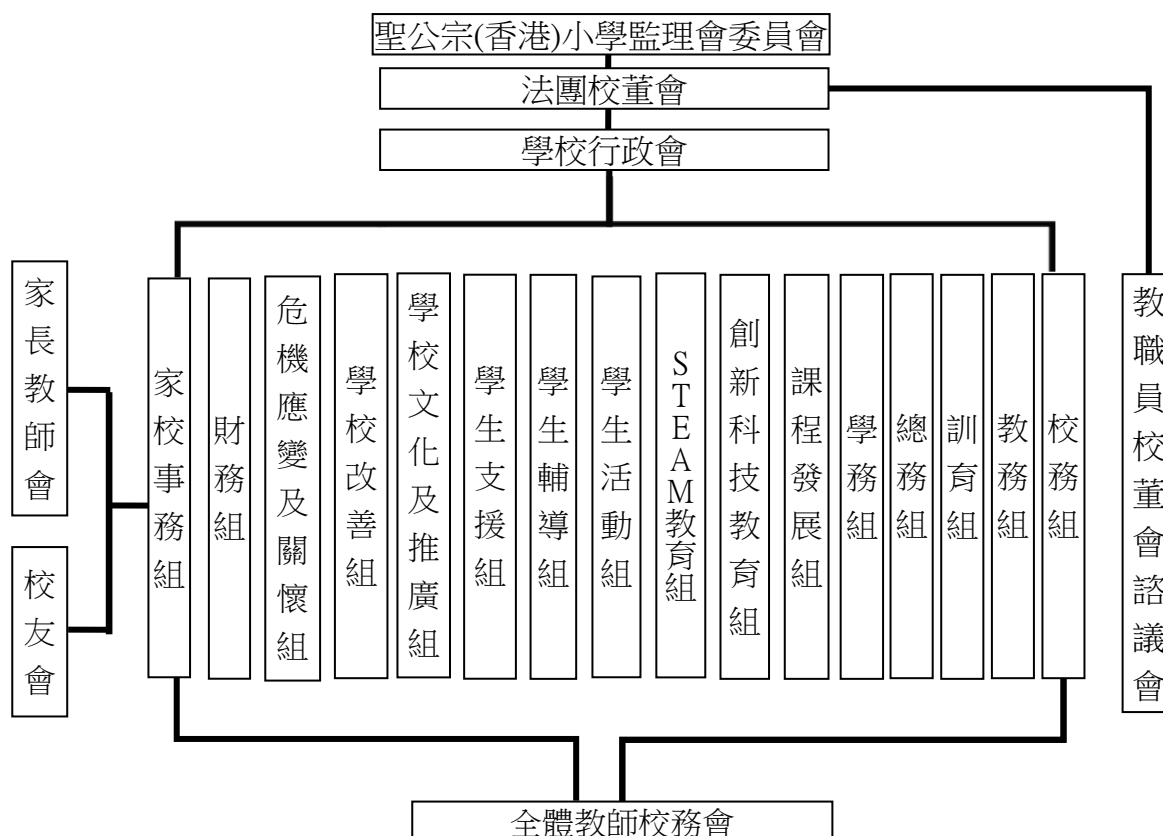 聖公宗(香港)小學監理會委員會
法團校董會
學校行政會
家長教師會
校友會
家校事務組
財務組
危機應變及關懷組
學校改善組
學校文化及推廣組
學生支援組
學生輔導組
學生活動組
STEAM教育組
創新科技教育組
課程發展組
學務組
總務組
訓育組
教務組
校務組
教職員校董會諮議會
全體教師校務會